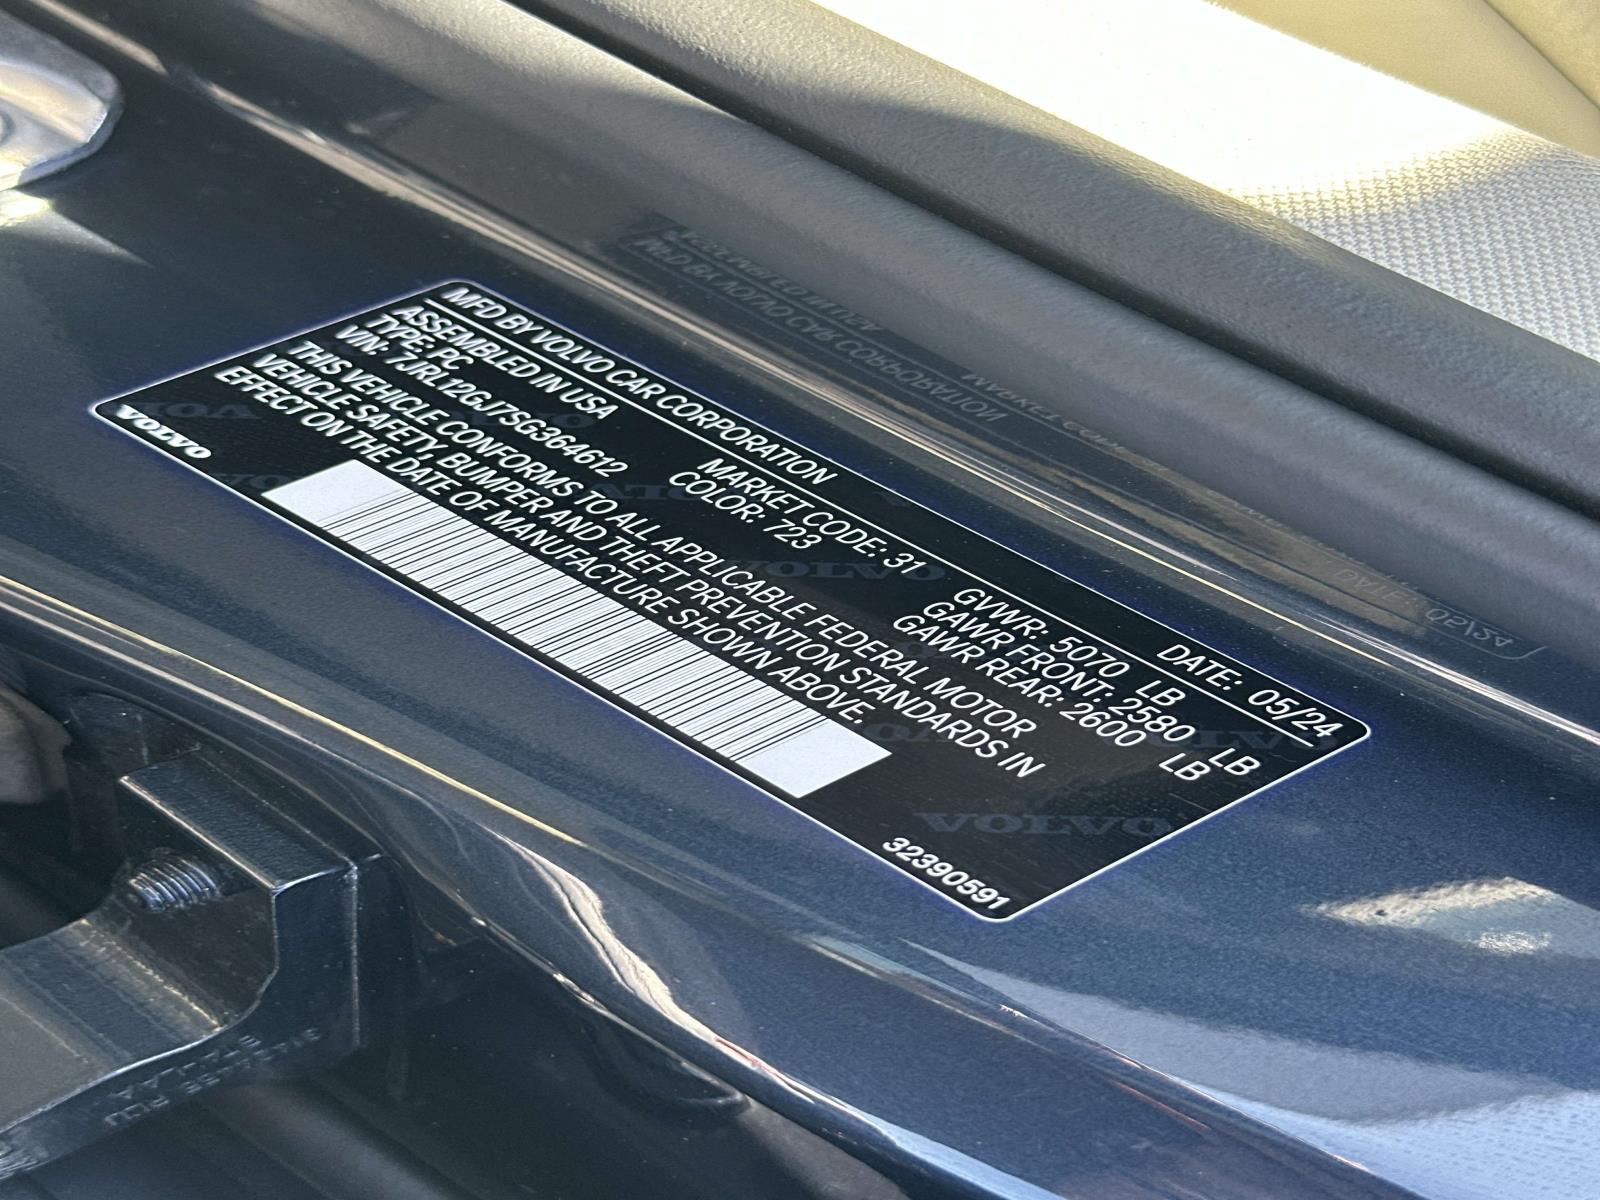 MFD BY VOLVO CAR CORPORATION DATE: 05/24
ASSEMBLED IN USA MARKET CODE: 31 GVWR: 5070 LB
TYPE: PC COLOR: 723 GAWR FRONT: 2580 LB
VIN: 7JRL12GJ7SG364612 GAWR REAR: 2600 LB
THIS VEHICLE CONFORMS TO ALL APPLICABLE FEDERAL MOTOR
VEHICLE SAFETY, BUMPER AND THEFT PREVENTION STANDARDS IN
EFFECT ON THE DATE OF MANUFACTURE SHOWN ABOVE.
VOLVO
32390591